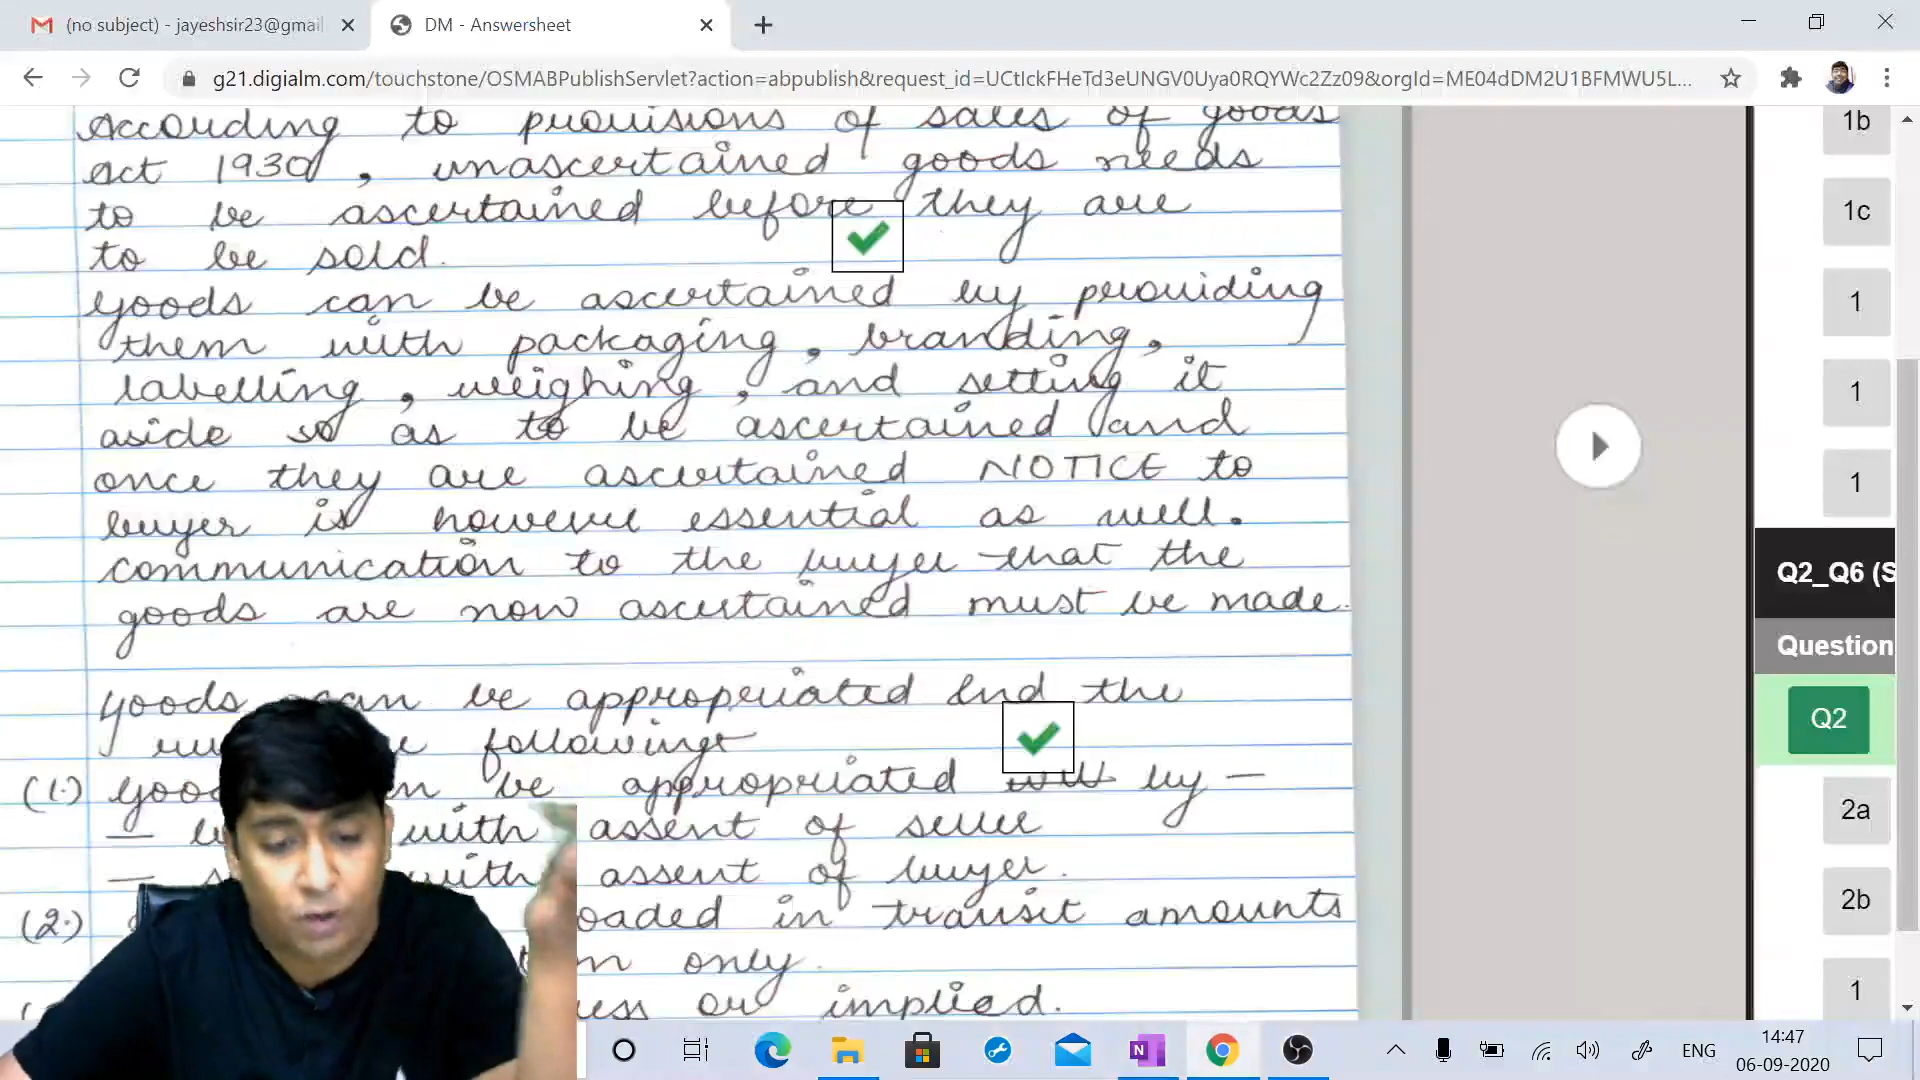 (no subject) - jayeshsir23@gmail
DM - Answersheet
g21.digialm.com/touchstone/OSMABPublishServlet?action=abpublish&request_id=UCtIckFHeTd3eUNGV0Uya0RQYWc2Zz09&orgId=ME04dDM2U1BFMWU5L...
According to provisions of sales of goods
act 1930, unascertained goods needs
to be ascertained before they are
to be sold.
goods can be ascertained by providing
them with packaging, branding,
labelling, weighing, and setting it
aside so as to be ascertained and
once they are ascertained NOTICE to
buyer is however essential as well.
communication to the buyer that the
goods are now ascertained must be made.
goods can be appropriated and the
following
(1.) goods can be appropriated by —
— with assent of seller
— with assent of buyer.
(2.) loaded in transit amounts
only.
or implied.
1b
1c
1
1
1
Q2_Q6 (S
Question
Q2
2a
2b
1
ENG
14:47
06-09-2020